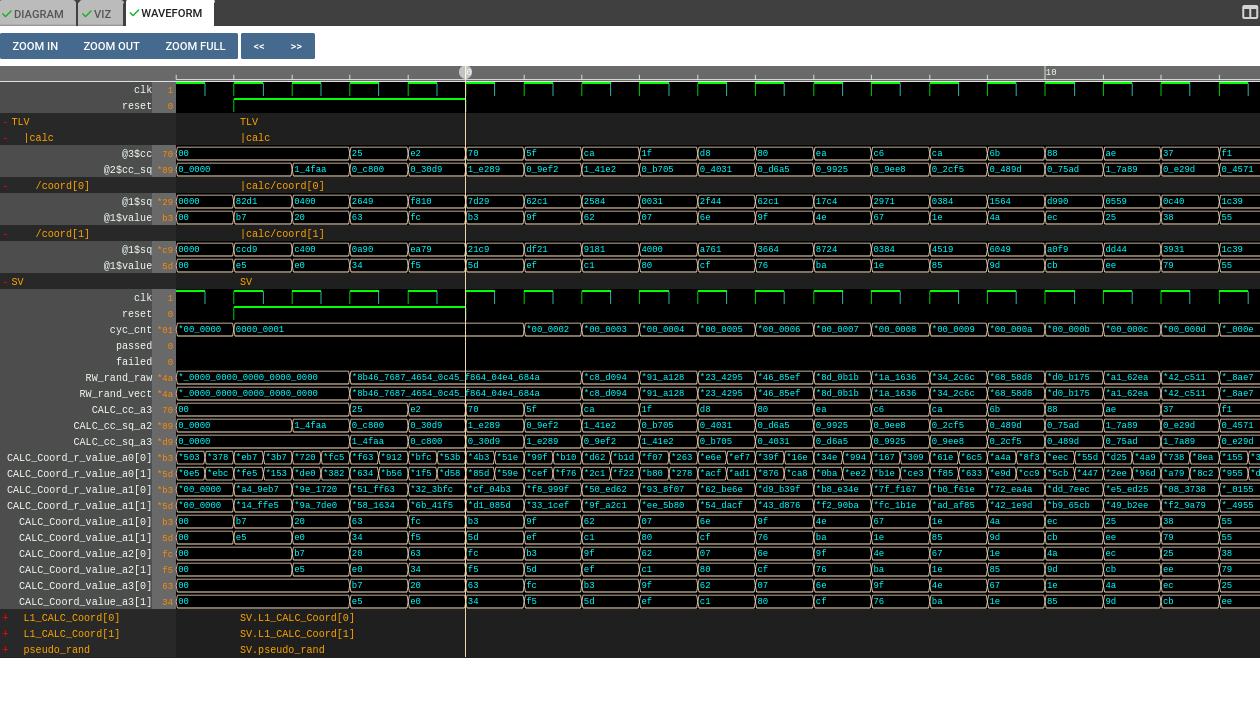 DIAGRAM VIZ WAVEFORM
ZOOM IN ZOOM OUT ZOOM FULL << >>
0 10
clk 1
reset 0
- TLV TLV
- |calc |calc
@3$cc 70 00 25 e2 70 5f ca 1f d8 80 ea c6 ca 6b 88 ae 37 f1
@2$cc_sq *89 0_0000 1_4faa 0_c800 0_30d9 1_e289 0_9ef2 1_41e2 0_b705 0_4031 0_d6a5 0_9925 0_9ee8 0_2cf5 0_489d 0_75ad 1_7a89 0_e29d 0_4571
- /coord[0] |calc/coord[0]
@1$sq *29 0000 82d1 0400 2649 f810 7d29 62c1 2584 0031 2f44 62c1 17c4 2971 0384 1564 d990 0559 0c40 1c39
@1$value b3 00 b7 20 63 fc b3 9f 62 07 6e 9f 4e 67 1e 4a ec 25 38 55
- /coord[1] |calc/coord[1]
@1$sq *c9 0000 ccd9 c400 0a90 ea79 21c9 df21 9181 4000 a761 3664 8724 0384 4519 6049 a0f9 dd44 3931 1c39
@1$value 5d 00 e5 e0 34 f5 5d ef c1 80 cf 76 ba 1e 85 9d cb ee 79 55
- SV SV
clk 1
reset 0
cyc_cnt *01 *00_0000 0000_0001 *00_0002 *00_0003 *00_0004 *00_0005 *00_0006 *00_0007 *00_0008 *00_0009 *00_000a *00_000b *00_000c *00_000d *_000e
passed 0
failed 0
RW_rand_raw *4a *_0000_0000_0000_0000_0000 *8b46_7687_4654_0c45_f864_04e4_684a *c8_d094 *91_a128 *23_4295 *46_85ef *8d_0b1b *1a_1636 *34_2c6c *68_58d8 *d0_b175 *a1_62ea *42_c511 *_8ae7
RW_rand_vect *4a *_0000_0000_0000_0000_0000 *8b46_7687_4654_0c45_f864_04e4_684a *c8_d094 *91_a128 *23_4295 *46_85ef *8d_0b1b *1a_1636 *34_2c6c *68_58d8 *d0_b175 *a1_62ea *42_c511 *_8ae7
CALC_cc_a3 70 00 25 e2 70 5f ca 1f d8 80 ea c6 ca 6b 88 ae 37 f1
CALC_cc_sq_a2 *89 0_0000 1_4faa 0_c800 0_30d9 1_e289 0_9ef2 1_41e2 0_b705 0_4031 0_d6a5 0_9925 0_9ee8 0_2cf5 0_489d 0_75ad 1_7a89 0_e29d 0_4571
CALC_cc_sq_a3 *d9 0_0000 1_4faa 0_c800 0_30d9 1_e289 0_9ef2 1_41e2 0_b705 0_4031 0_d6a5 0_9925 0_9ee8 0_2cf5 0_489d 0_75ad 1_7a89 0_e29d
CALC_Coord_r_value_a0[0] *b3 *503 *378 *eb7 *3b7 *720 *fc5 *f63 *912 *bfc *53b *4b3 *51e *99f *b10 *d62 *b1d *f07 *263 *e6e *ef7 *39f *16e *34e *994 *167 *309 *61e *6c5 *a4a *8f3 *eec *55d *d25 *4a9 *738 *8ea *155
CALC_Coord_r_value_a0[1] *5d *0e5 *ebc *fe5 *153 *de0 *382 *634 *b56 *1f5 *d58 *85d *59e *cef *f76 *2c1 *f22 *b80 *278 *acf *ad1 *876 *ca8 *0ba *ee2 *b1e *ce3 *f85 *633 *e9d *cc9 *5cb *447 *2ee *96d *a79 *8c2 *955
CALC_Coord_r_value_a1[0] *b3 *00_0000 *a4_9eb7 *9e_1720 *51_ff63 *32_3bfc *cf_04b3 *f8_999f *50_ed62 *93_8f07 *62_be6e *d9_b39f *b8_e34e *7f_f167 *b0_f61e *72_ea4a *dd_7eec *e5_ed25 *08_3738 *_0155
CALC_Coord_r_value_a1[1] *5d *00_0000 *14_ffe5 *9a_7de0 *58_1634 *6b_41f5 *d1_085d *33_1cef *9f_a2c1 *ee_5b80 *54_dacf *43_d876 *f2_90ba *fc_1b1e *ad_af85 *42_1e9d *b9_65cb *49_b2ee *f2_9a79 *_4955
CALC_Coord_value_a1[0] b3 00 b7 20 63 fc b3 9f 62 07 6e 9f 4e 67 1e 4a ec 25 38 55
CALC_Coord_value_a1[1] 5d 00 e5 e0 34 f5 5d ef c1 80 cf 76 ba 1e 85 9d cb ee 79 55
CALC_Coord_value_a2[0] fc 00 b7 20 63 fc b3 9f 62 07 6e 9f 4e 67 1e 4a ec 25 38
CALC_Coord_value_a2[1] f5 00 e5 e0 34 f5 5d ef c1 80 cf 76 ba 1e 85 9d cb ee 79
CALC_Coord_value_a3[0] 63 00 b7 20 63 fc b3 9f 62 07 6e 9f 4e 67 1e 4a ec 25
CALC_Coord_value_a3[1] 34 00 e5 e0 34 f5 5d ef c1 80 cf 76 ba 1e 85 9d cb ee
+ L1_CALC_Coord[0] SV.L1_CALC_Coord[0]
+ L1_CALC_Coord[1] SV.L1_CALC_Coord[1]
+ pseudo_rand SV.pseudo_rand